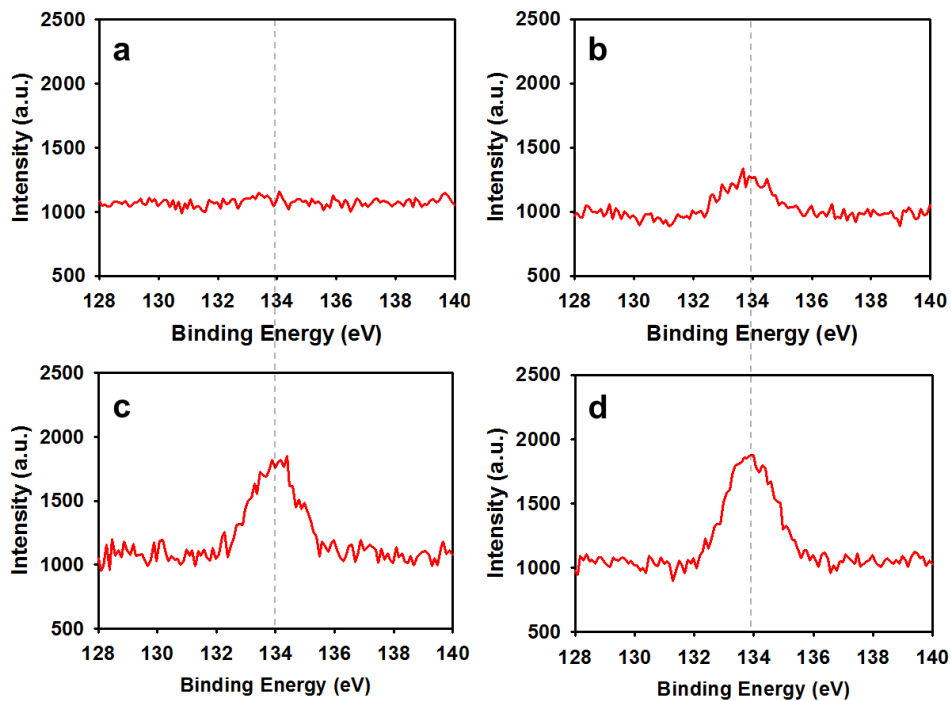 a
Intensity (a.u.)
2500
2000
1500
1000
500
128 130 132 134 136 138 140
Binding Energy (eV)
b
Intensity (a.u.)
2500
2000
1500
1000
500
128 130 132 134 136 138 140
Binding Energy (eV)
c
Intensity (a.u.)
2500
2000
1500
1000
500
128 130 132 134 136 138 140
Binding Energy (eV)
d
Intensity (a.u.)
2500
2000
1500
1000
500
128 130 132 134 136 138 140
Binding Energy (eV)